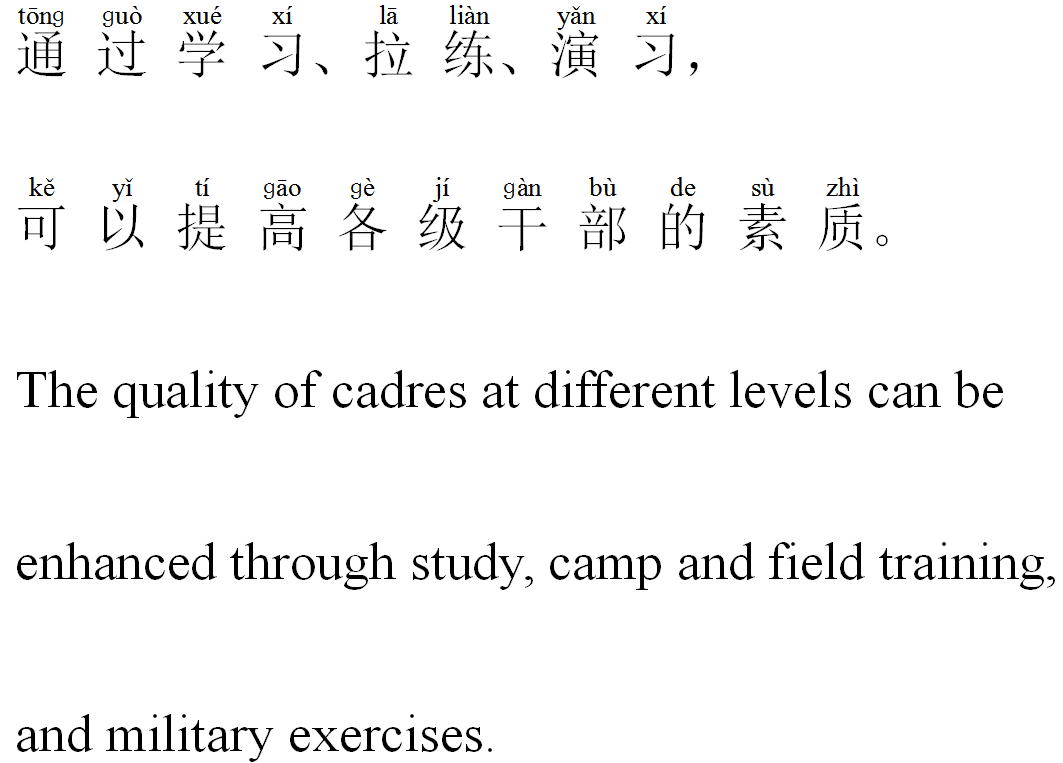 tōng guò xué xí lā liàn yǎn xí
通过学习、拉练、演习，
kě yǐ tí gāo gè jí gàn bù de sù zhì
可以提高各级干部的素质。
The quality of cadres at different levels can be
enhanced through study, camp and field training,
and military exercises.